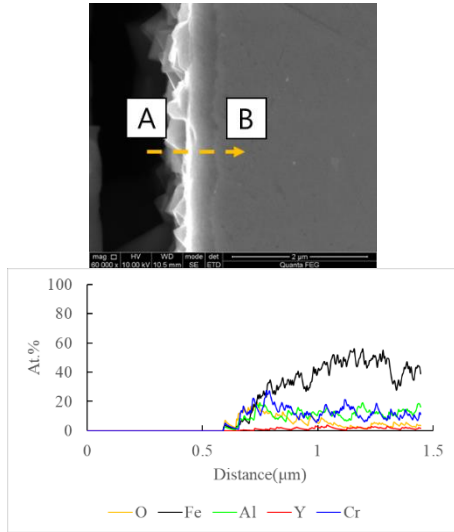 A B
mag □ HV WD mode det
60 000 x 10.00 kV 10.5 mm SE ETD
2 µm
Quanta FEG
100
80
60
40
20
0
At.%
0 0.5 1 1.5
Distance(µm)
O Fe Al Y Cr